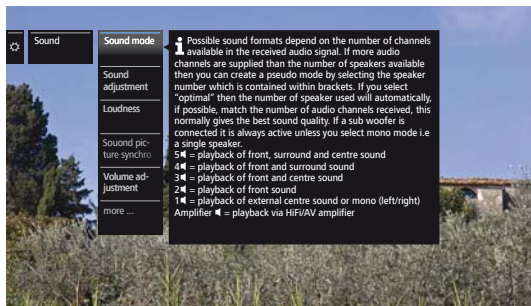 Sound
Sound mode
Sound
adjustment
Loudness
Souond pic-
ture synchro
Volume ad-
justment
more ...
Possible sound formats depend on the number of channels
available in the received audio signal. If more audio
channels are supplied than the number of speakers available
then you can create a pseudo mode by selecting the speaker
number which is contained within brackets. If you select
"optimal" then the number of speaker used will automatically,
if possible, match the number of audio channels received, this
normally gives the best sound quality. If a sub woofer is
connected it is always active unless you select mono mode i.e
a single speaker.
5 = playback of front, surround and centre sound
4 = playback of front and surround sound
3 = playback of front and centre sound
2 = playback of front sound
1 = playback of external centre sound or mono (left/right)
Amplifier = playback via HiFi/AV amplifier